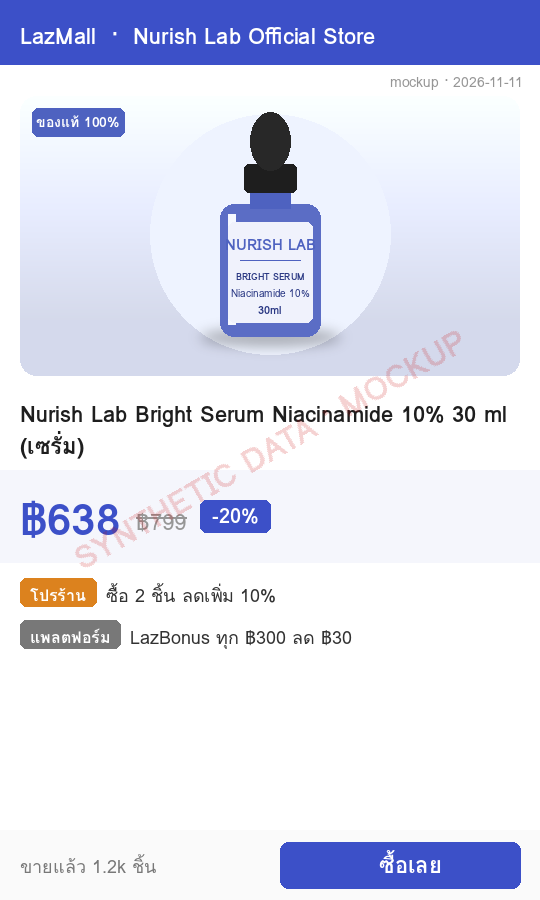 LazMall · Nurish Lab Official Store
mockup · 2026-11-11
ของแท้ 100%
NURISH LAB
BRIGHT SERUM
Niacinamide 10%
30ml
SYNTHETIC DATA · MOCKUP
Nurish Lab Bright Serum Niacinamide 10% 30 ml
(เซรั่ม)
฿638 ฿799 -20%
โปรร้าน ซื้อ 2 ชิ้น ลดเพิ่ม 10%
แพลตฟอร์ม LazBonus ทุก ฿300 ลด ฿30
ขายแล้ว 1.2k ชิ้น ซื้อเลย